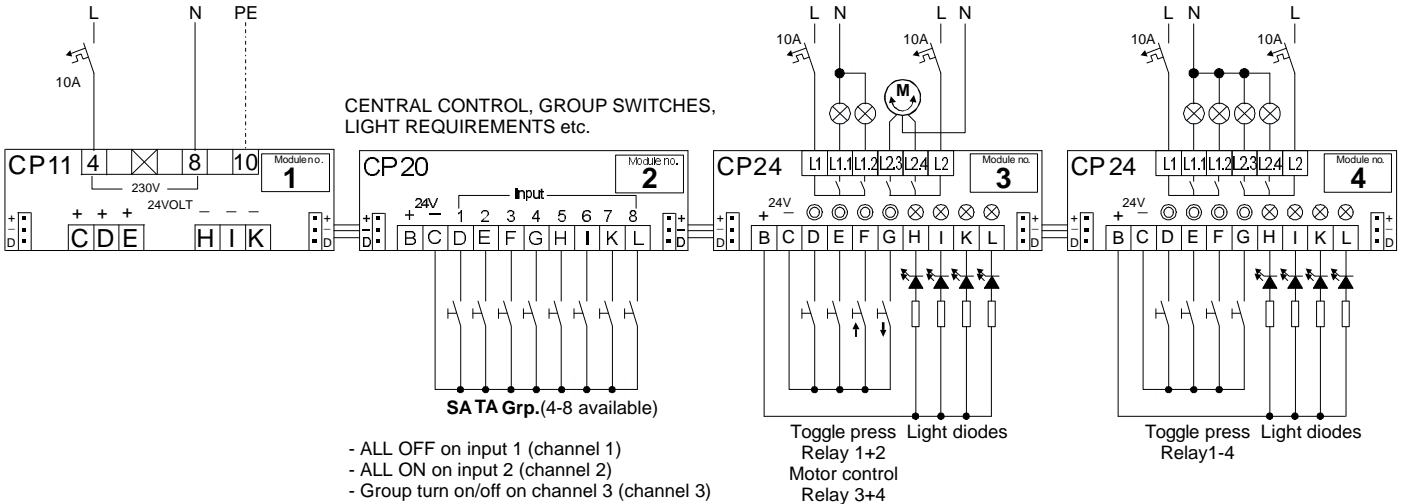 L N PE
10A
CP11 4 8 10 Module no. 1
230V
24VOLT
+ + + – – –
+ – D
C D E H I K
CENTRAL CONTROL, GROUP SWITCHES,
LIGHT REQUIREMENTS etc.
CP20 Module no. 2
Input
24V
+ – 1 2 3 4 5 6 7 8
+ – D
B C D E F G H I K L
+ – D
SA TA Grp.(4-8 available)
- ALL OFF on input 1 (channel 1)
- ALL ON on input 2 (channel 2)
- Group turn on/off on channel 3 (channel 3)
L N L N
10A 10A
M
CP24 L1 L1.1 L1.2 L2.3 L2.4 L2 Module no. 3
24V
+ –
+ – D
B C D E F G H I K L
+ – D
Toggle press Light diodes
Relay 1+2
Motor control
Relay 3+4
L N L
10A 10A
CP24 L1 L1.1 L1.2 L2.3 L2.4 L2 Module no. 4
24V
+ –
+ – D
B C D E F G H I K L
+ – D
Toggle press Light diodes
Relay1-4